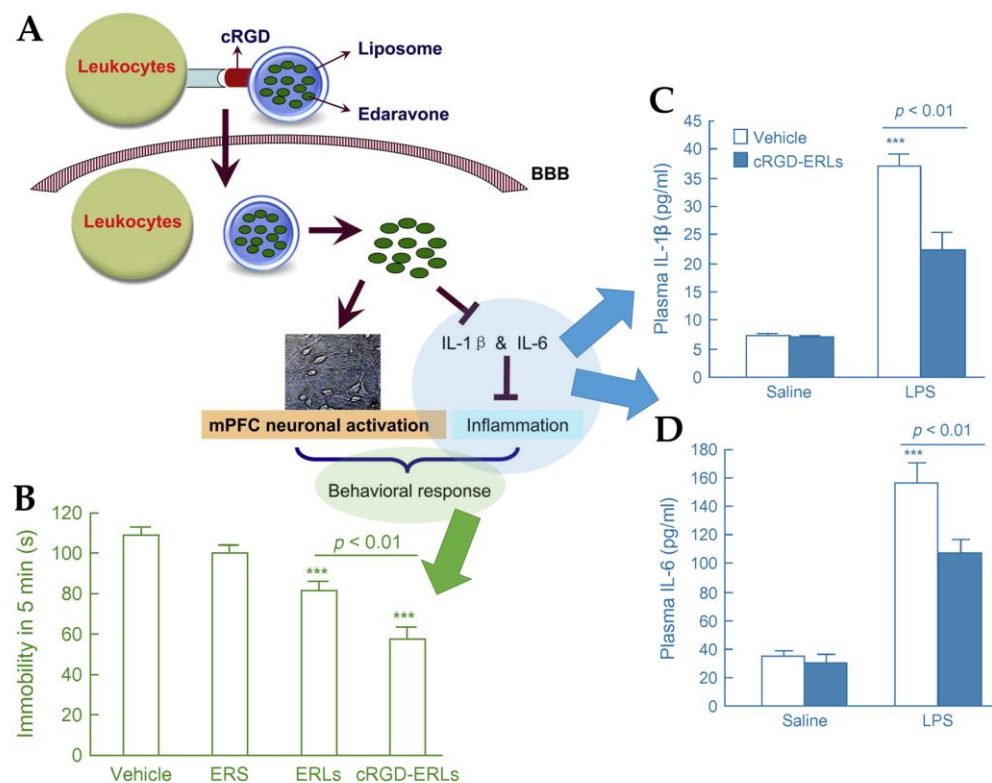 A
cRGD
Leukocytes
Liposome
Edaravone
BBB
Leukocytes
IL-1 β & IL-6
mPFC neuronal activation
Inflammation
Behavioral response
B
Immobility in 5 min (s)
120
100
80
60
40
20
0
p < 0.01
***
***
Vehicle ERS ERLs cRGD-ERLs
C
Plasma IL-1β (pg/ml)
45
40
35
30
25
20
15
10
5
0
Vehicle
cRGD-ERLs
p < 0.01
***
Saline LPS
D
Plasma IL-6 (pg/ml)
180
160
140
120
100
80
60
40
20
0
p < 0.01
***
Saline LPS